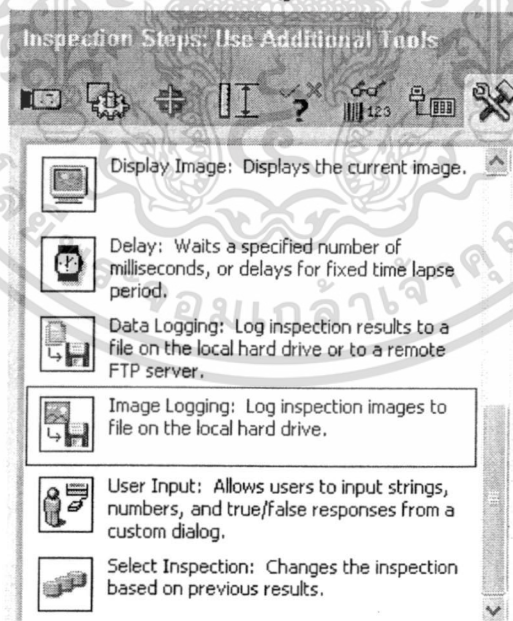 Inspection Steps: Use Additional Tools
123
Display Image: Displays the current image.
Delay: Waits a specified number of
milliseconds, or delays for fixed time lapse
period.
Data Logging: Log inspection results to a
file on the local hard drive or to a remote
FTP server.
Image Logging: Log inspection images to
file on the local hard drive.
User Input: Allows users to input strings,
numbers, and true/false responses from a
custom dialog.
Select Inspection: Changes the inspection
based on previous results.